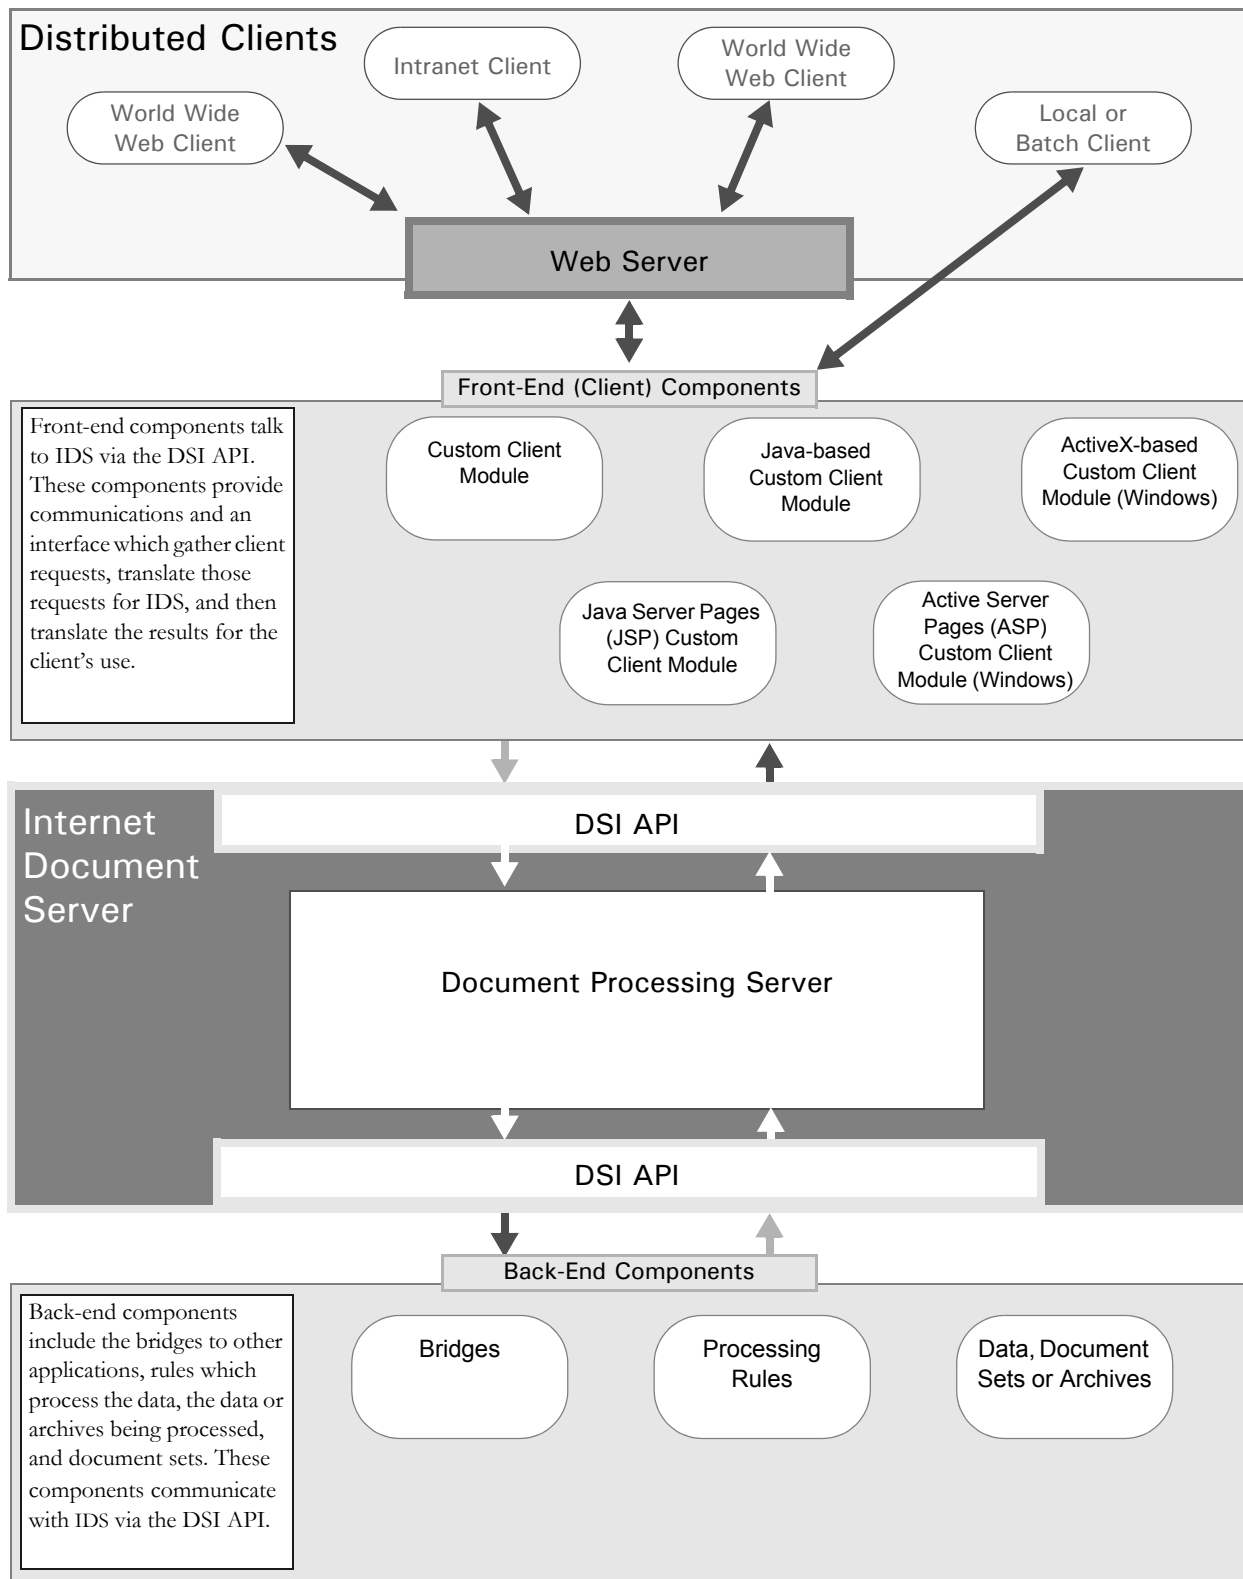 Distributed Clients
Intranet Client
World Wide
Web Client
World Wide
Web Client
Local or
Batch Client
Web Server
Front-End (Client) Components
Front-end components talk
to IDS via the DSI API.
These components provide
communications and an
interface which gather client
requests, translate those
requests for IDS, and then
translate the results for the
client’s use.
Custom Client
Module
Java-based
Custom Client
Module
ActiveX-based
Custom Client
Module (Windows)
Java Server Pages
(JSP) Custom
Client Module
Active Server
Pages (ASP)
Custom Client
Module (Windows)
Internet
Document
Server
DSI API
Document Processing Server
DSI API
Back-End Components
Back-end components
include the bridges to other
applications, rules which
process the data, the data or
archives being processed,
and document sets. These
components communicate
with IDS via the DSI API.
Bridges
Processing
Rules
Data, Document
Sets or Archives